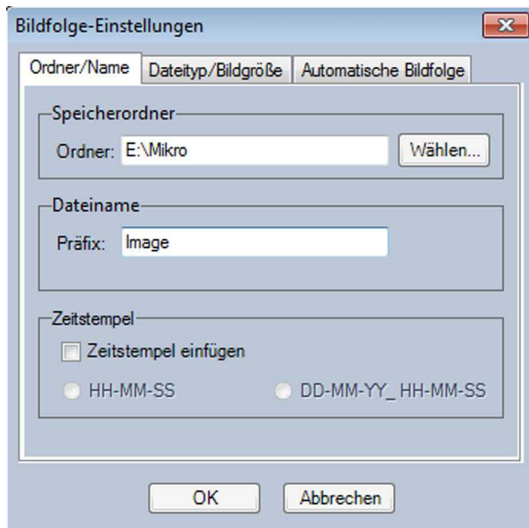 Bildfolge-Einstellungen
Ordner/Name
Dateityp/Bildgröße
Automatische Bildfolge
Speicherordner
Ordner: E:\Mikro
Wählen...
Dateiname
Präfix: Image
Zeitstempel
Zeitstempel einfügen
HH-MM-SS
DD-MM-YY_ HH-MM-SS
OK
Abbrechen